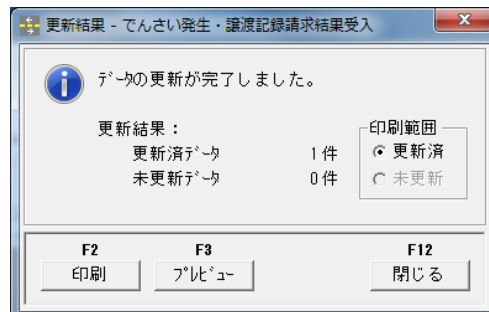 更新結果 - でんさい発生・譲渡記録請求結果受入
ﾃﾞｰﾀの更新が完了しました。
更新結果：
印刷範囲
更新済ﾃﾞｰﾀ 1件
更新済
未更新ﾃﾞｰﾀ 0件
未更新
F2 F3 F12
印刷 ﾌﾟﾚﾋﾞｭｰ 閉じる